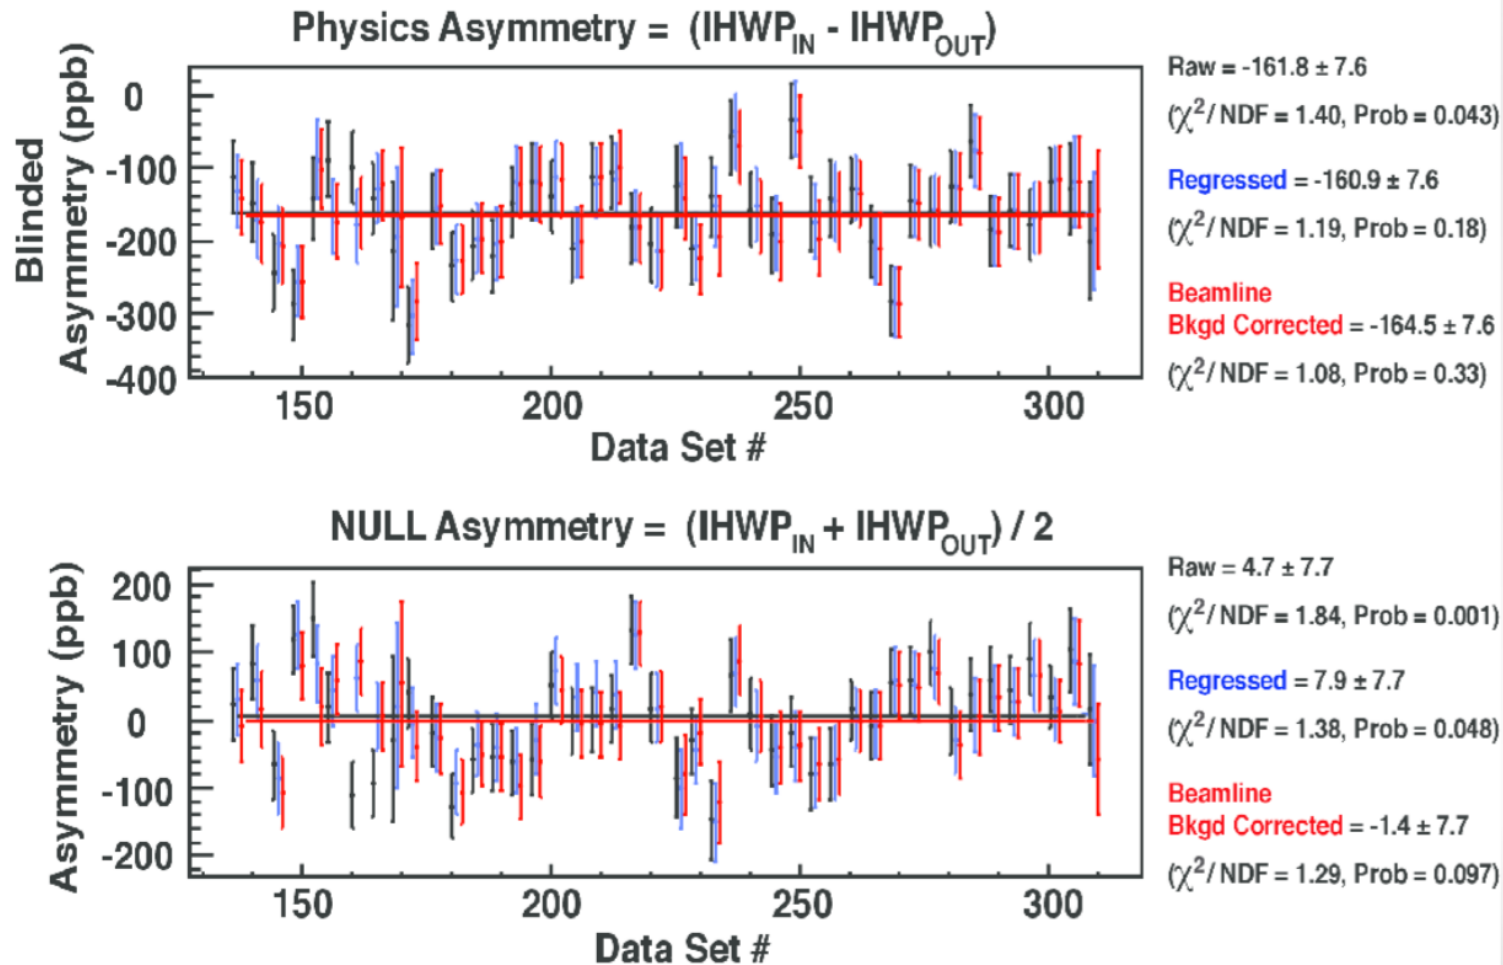 Physics Asymmetry = (IHWP_IN - IHWP_OUT)
Blinded
Asymmetry (ppb)
0
-100
-200
-300
-400
150 200 250 300
Data Set #
Raw = -161.8 ± 7.6
(χ²/ NDF = 1.40, Prob = 0.043)
Regressed = -160.9 ± 7.6
(χ²/ NDF = 1.19, Prob = 0.18)
Beamline
Bkgd Corrected = -164.5 ± 7.6
(χ²/ NDF = 1.08, Prob = 0.33)
NULL Asymmetry = (IHWP_IN + IHWP_OUT) / 2
Asymmetry (ppb)
200
100
0
-100
-200
150 200 250 300
Data Set #
Raw = 4.7 ± 7.7
(χ²/ NDF = 1.84, Prob = 0.001)
Regressed = 7.9 ± 7.7
(χ²/ NDF = 1.38, Prob = 0.048)
Beamline
Bkgd Corrected = -1.4 ± 7.7
(χ²/ NDF = 1.29, Prob = 0.097)